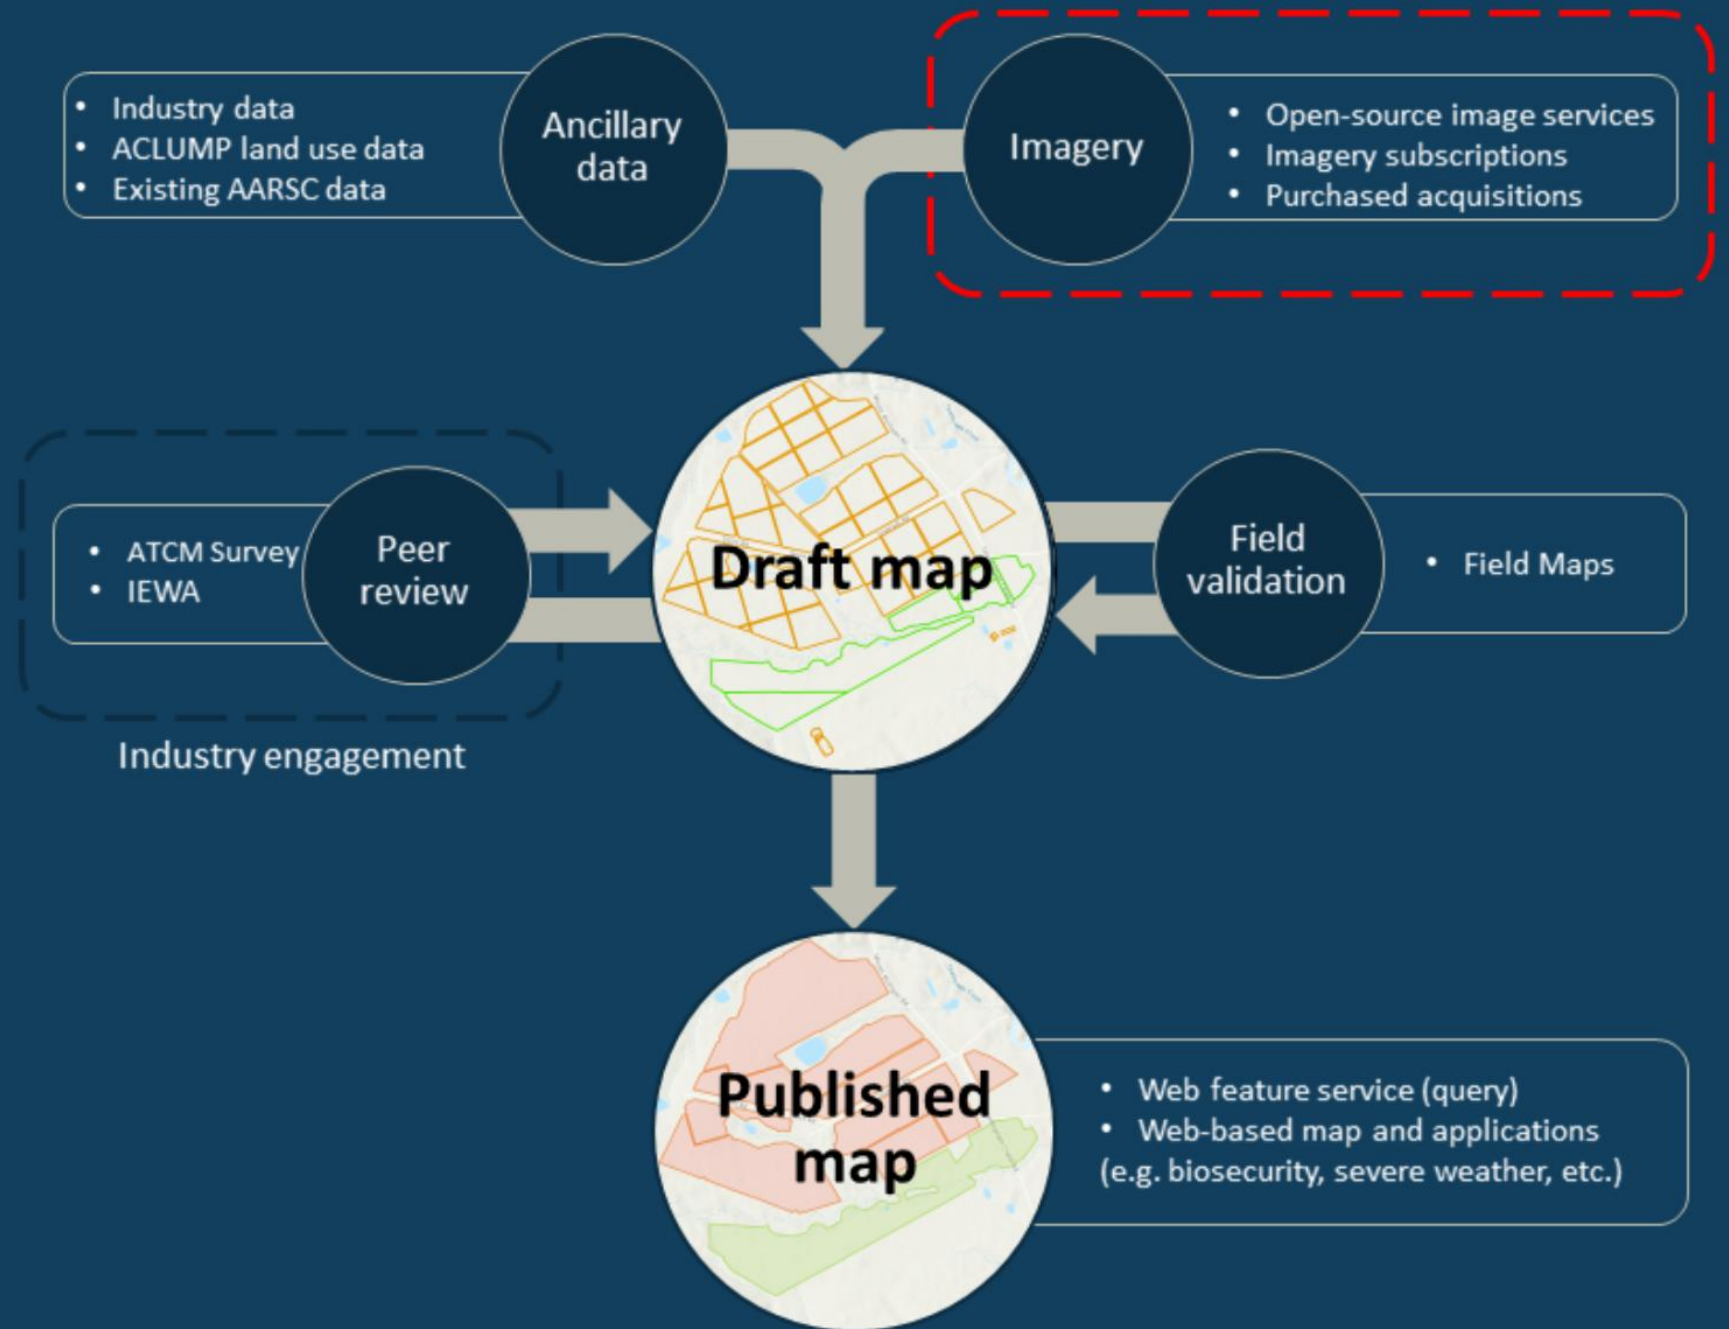 Ancillary
data
• Industry data
• ACLUMP land use data
• Existing AARSC data
Imagery
• Open-source image services
• Imagery subscriptions
• Purchased acquisitions
Peer
review
• ATCM Survey
• IEWA
Industry engagement
Draft map
Field
validation
• Field Maps
Published
map
• Web feature service (query)
• Web-based map and applications
(e.g. biosecurity, severe weather, etc.)